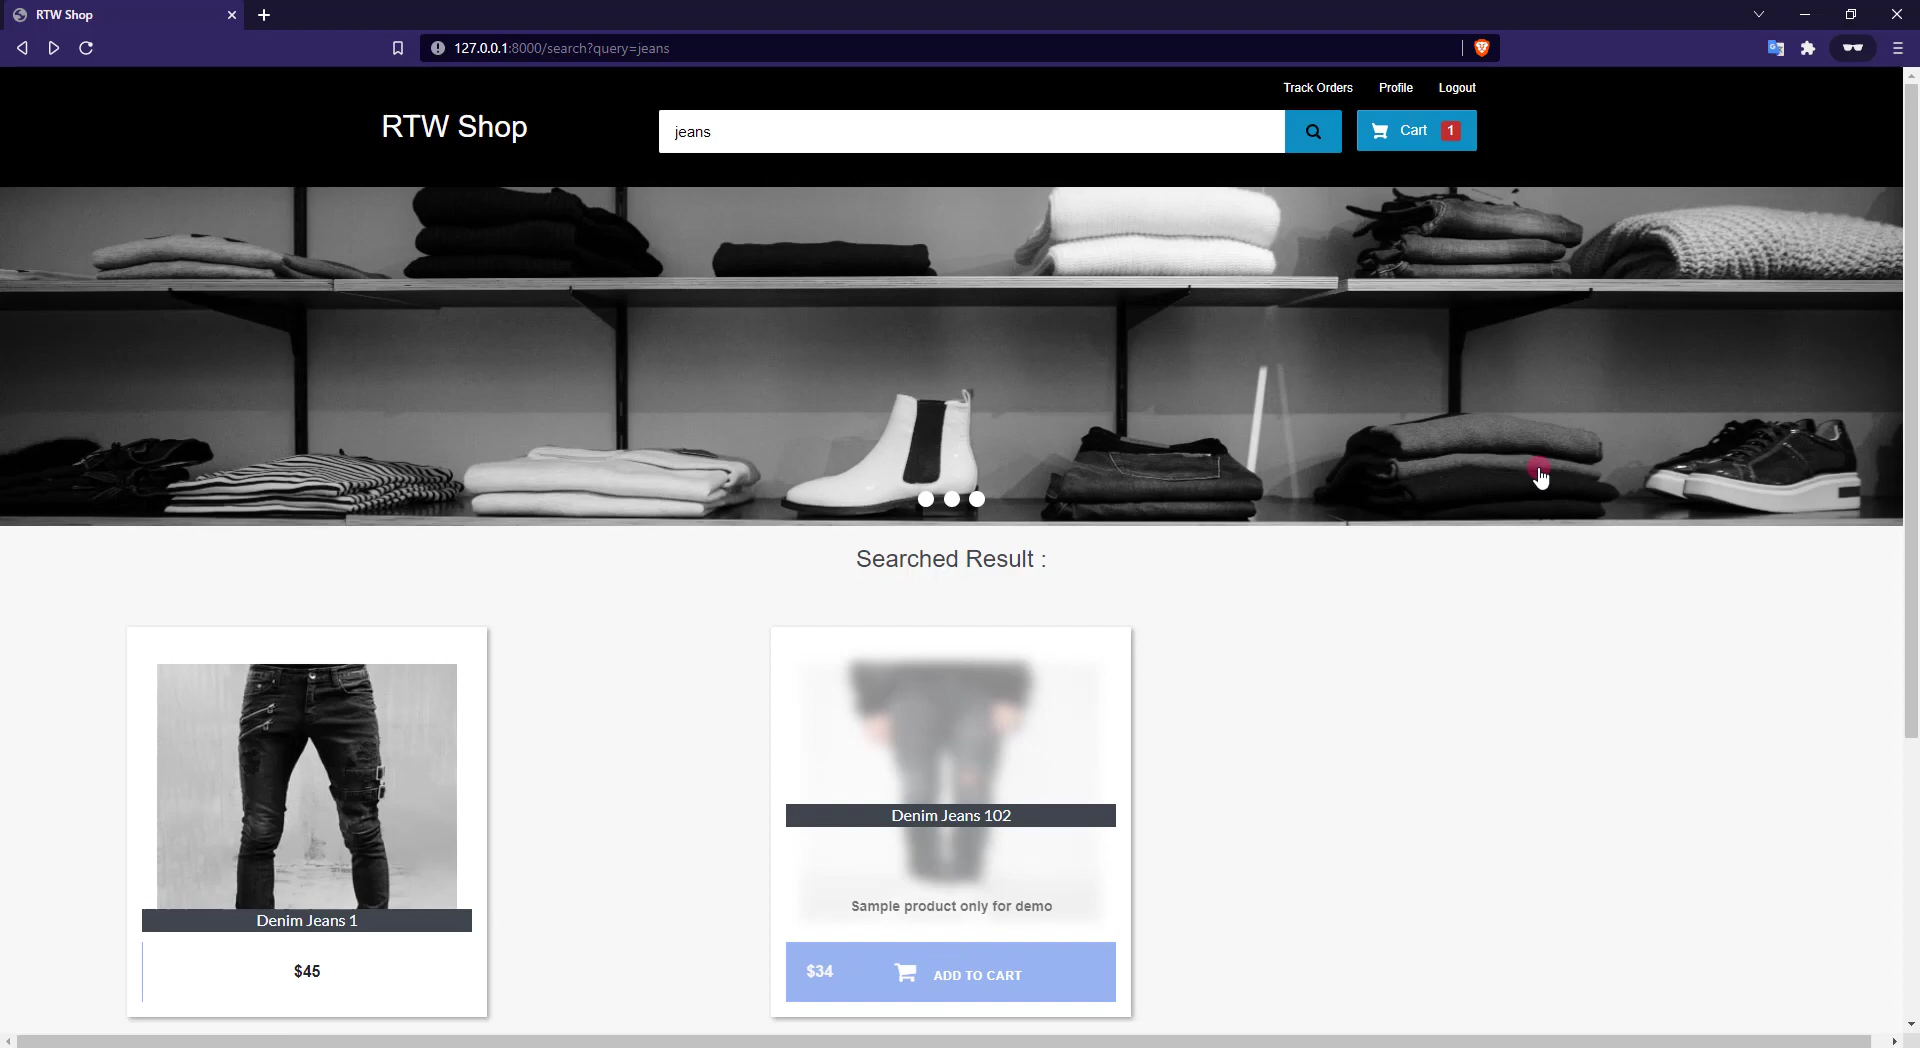 RTW Shop
127.0.0.1:8000/search?query=jeans
Track Orders Profile Logout
RTW Shop
jeans
Cart 1
Searched Result :
Denim Jeans 1
$45
Denim Jeans 102
Sample product only for demo
$34 ADD TO CART